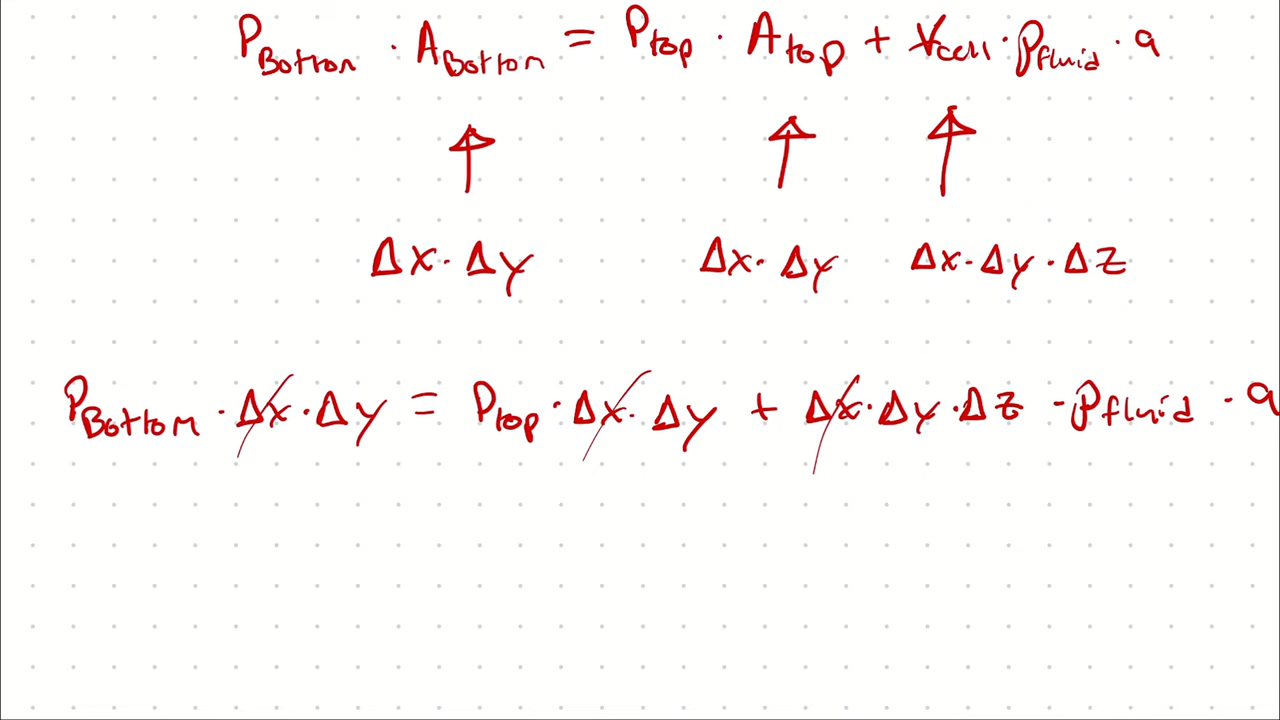 P_Bottom · A_Bottom = P_top · A_top + V_cell · ρ_fluid · a
Δx · Δy Δx · Δy Δx · Δy · Δz
P_Bottom · Δx · Δy = P_top · Δx · Δy + Δx · Δy · Δz · ρ_fluid · a